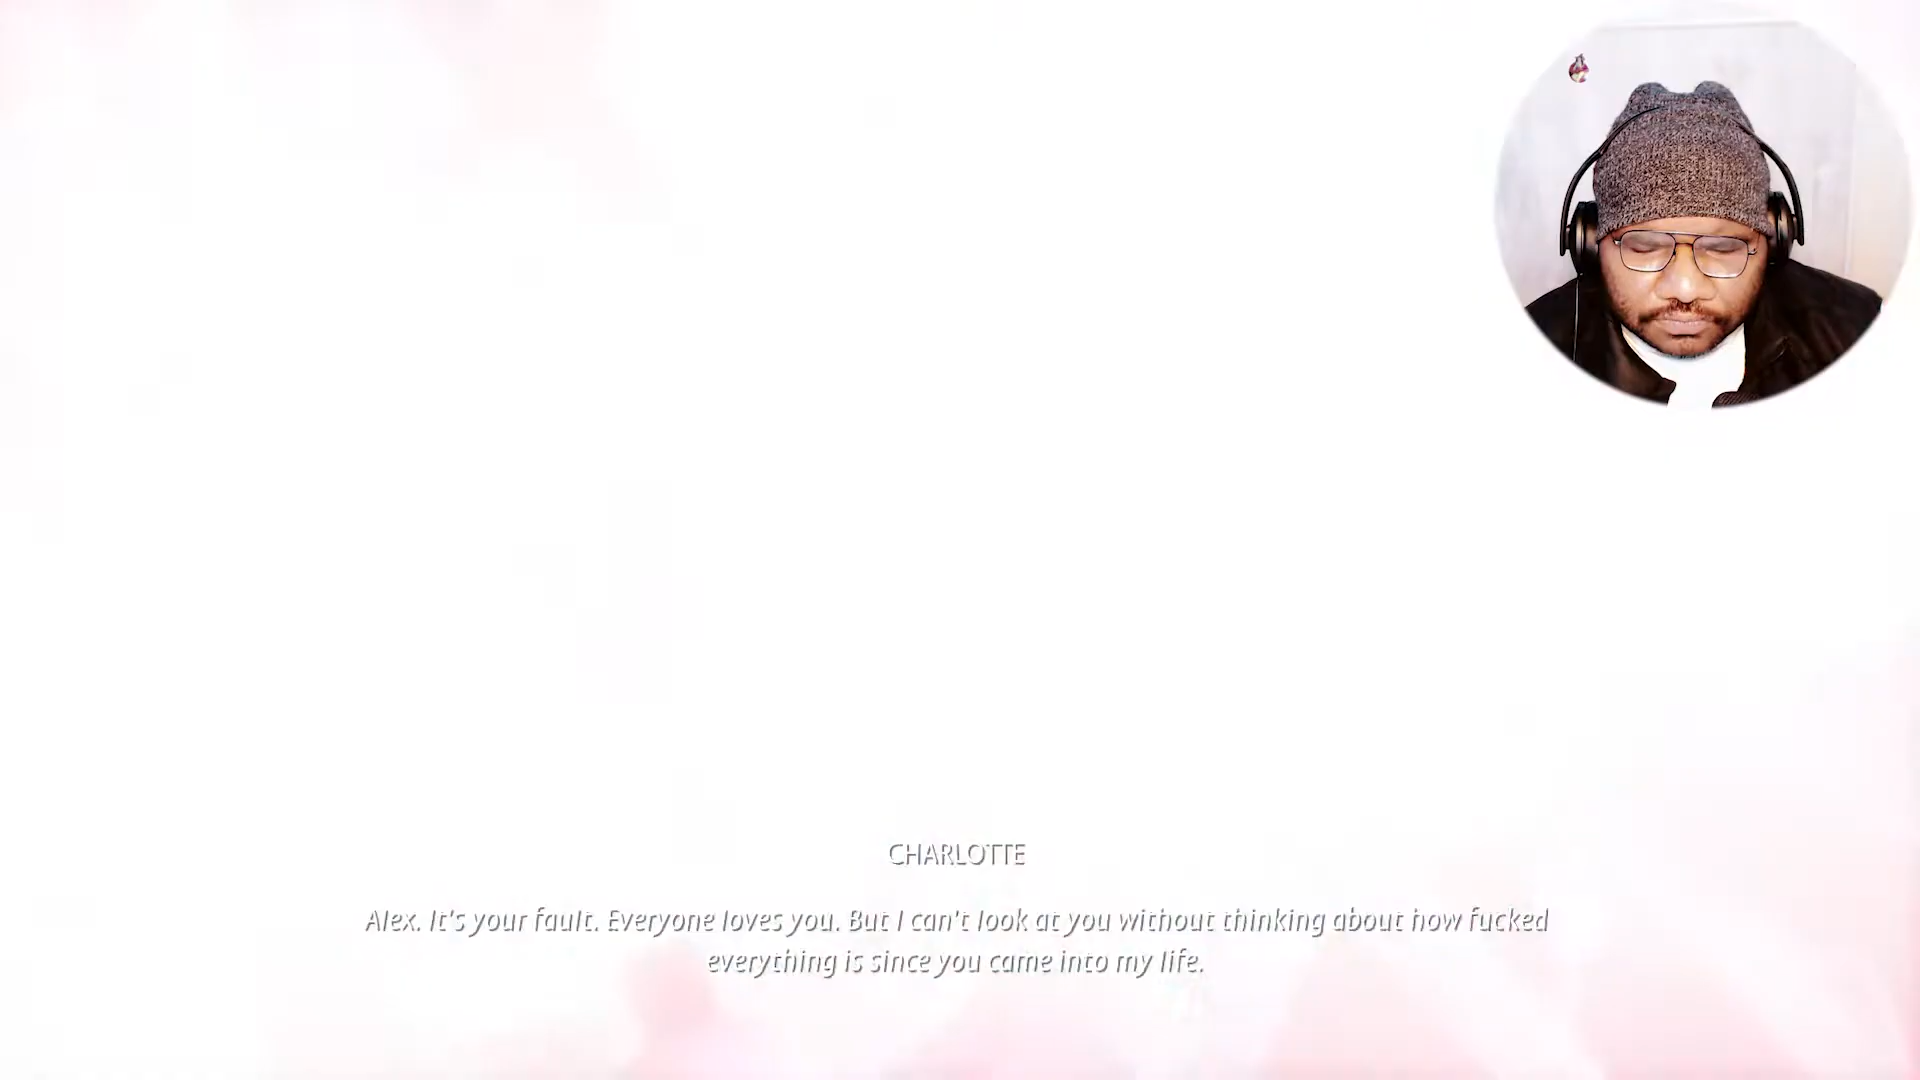 CHARLOTTE
Alex. It's your fault. Everyone loves you. But I can't look at you without thinking about how fucked
everything is since you came into my life.